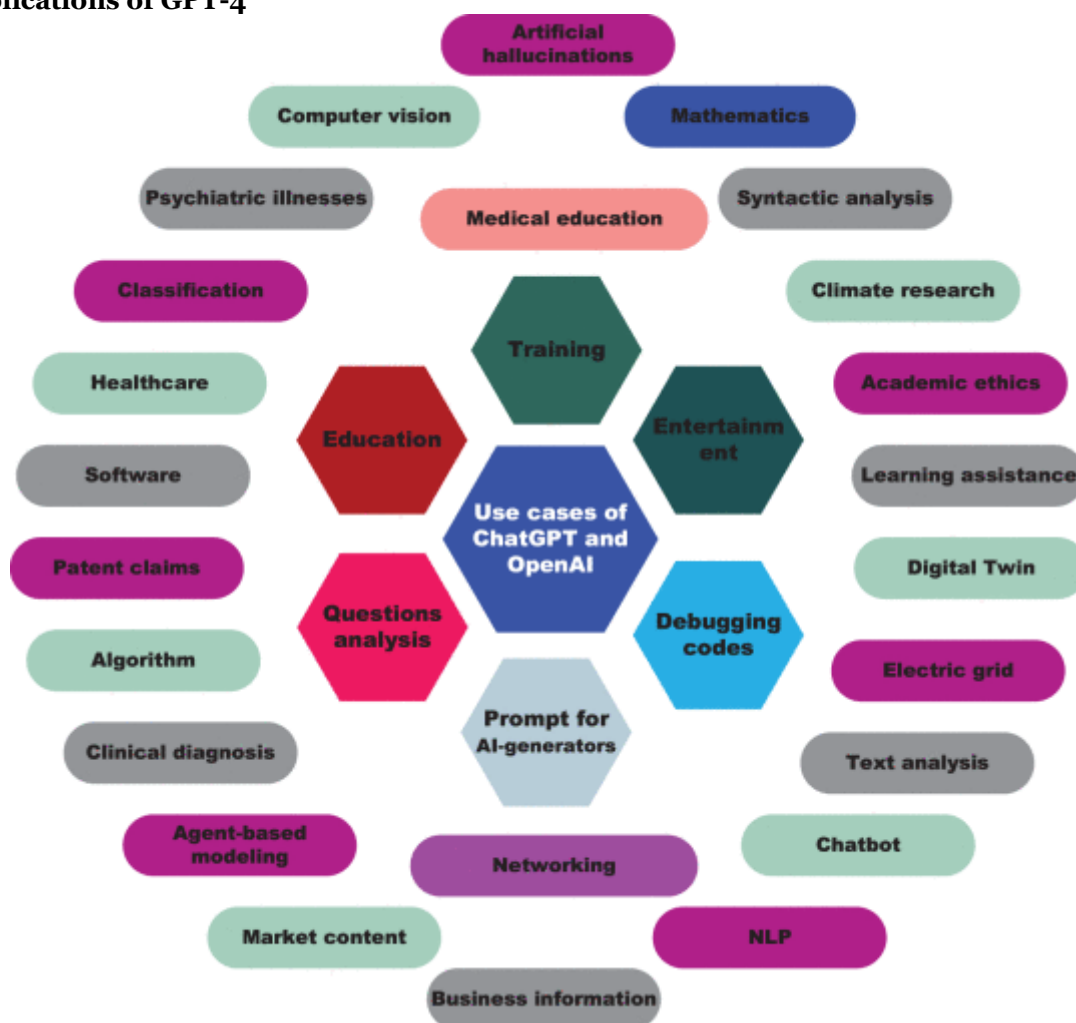 of GPT-4
Artificial
hallucinations
Computer vision
Mathematics
Psychiatric illnesses
Medical education
Syntactic analysis
Classification
Climate research
Training
Healthcare
Academic ethics
Education
Entertainm
ent
Software
Learning assistance
Use cases of
ChatGPT and
OpenAI
Patent claims
Digital Twin
Questions
analysis
Debugging
codes
Algorithm
Electric grid
Prompt for
AI-generators
Clinical diagnosis
Text analysis
Agent-based
modeling
Networking
Chatbot
Market content
NLP
Business information